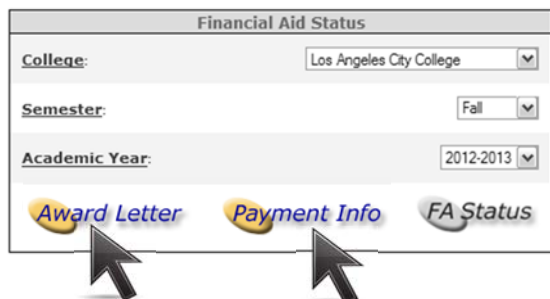 Financial Aid Status
College: Los Angeles City College
Semester: Fall
Academic Year: 2012-2013
Award Letter Payment Info FA Status